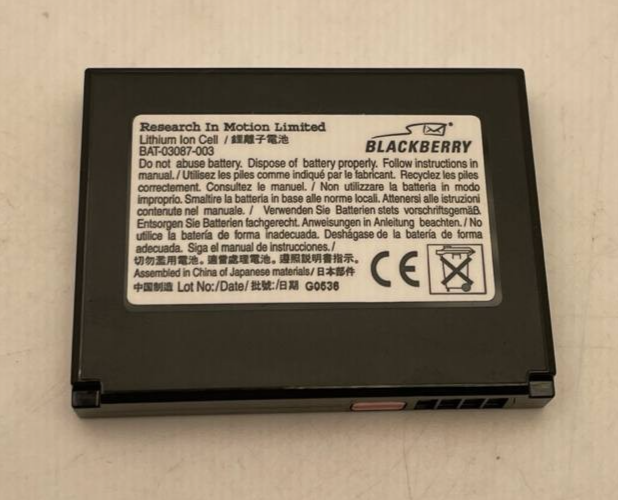 Research In Motion Limited
Lithium Ion Cell / 鋰離子電池
BAT-03087-003
BLACKBERRY
Do not abuse battery. Dispose of battery properly. Follow instructions in
manual. / Utilisez les piles comme indiqué par le fabricant. Recyclez les piles
correctement. Consultez le manuel. / Non utilizzare la batteria in modo
improprio. Smaltire la batteria in base alle norme locali. Attenersi alle istruzioni
contenute nel manuale. / Verwenden Sie Batterien stets vorschriftsgemäß.
Entsorgen Sie Batterien fachgerecht. Anweisungen in Anleitung beachten. / No
utilice la batería de forma inadecuada. Deshágase de la batería de forma
adecuada. Siga el manual de instrucciones. /
切勿濫用電池。適當處理電池。遵照說明書指示。
Assembled in China of Japanese materials / 日本部件
中國制造 Lot No: /Date/ 批號: /日期 G0536
CE